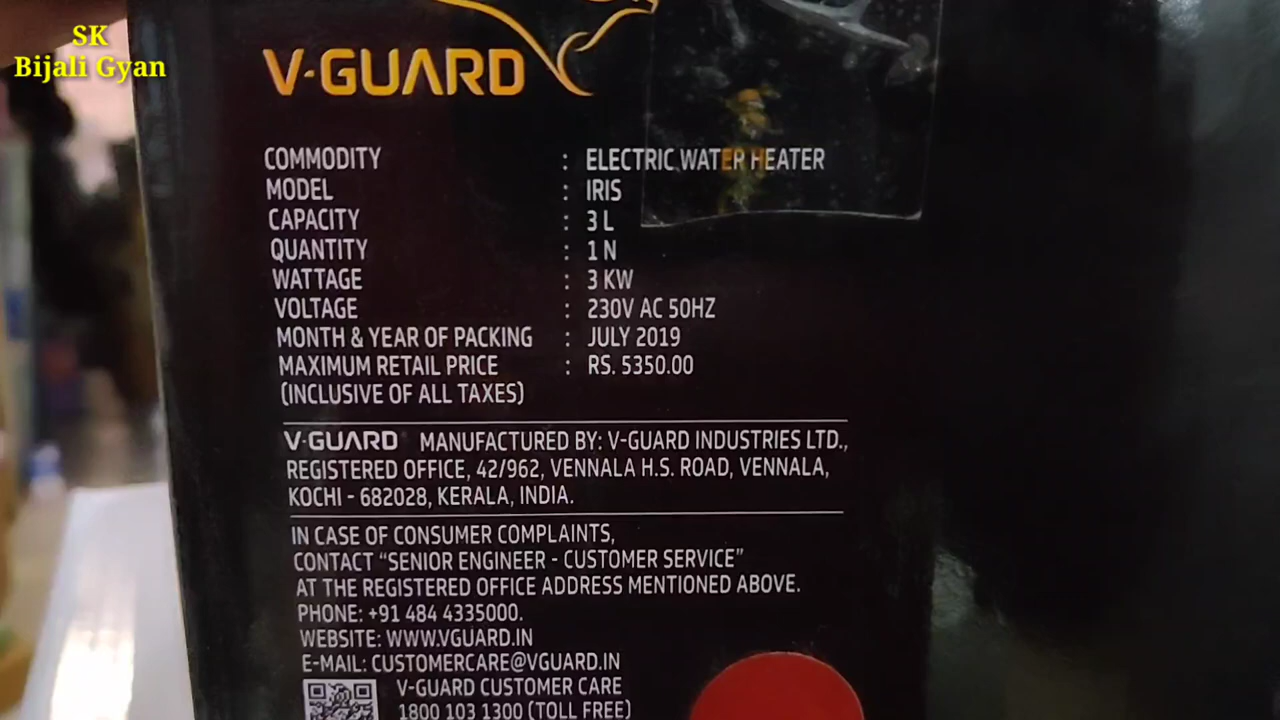 SK
Bijali Gyan
V-GUARD
COMMODITY : ELECTRIC WATER HEATER
MODEL : IRIS
CAPACITY : 3 L
QUANTITY : 1 N
WATTAGE : 3 KW
VOLTAGE : 230V AC 50HZ
MONTH & YEAR OF PACKING : JULY 2019
MAXIMUM RETAIL PRICE : RS. 5350.00
(INCLUSIVE OF ALL TAXES)
V-GUARD MANUFACTURED BY: V-GUARD INDUSTRIES LTD.,
REGISTERED OFFICE, 42/962, VENNALA H.S. ROAD, VENNALA,
KOCHI - 682028, KERALA, INDIA.
IN CASE OF CONSUMER COMPLAINTS,
CONTACT “SENIOR ENGINEER - CUSTOMER SERVICE”
AT THE REGISTERED OFFICE ADDRESS MENTIONED ABOVE.
PHONE: +91 484 4335000.
WEBSITE: WWW.VGUARD.IN
E-MAIL: CUSTOMERCARE@VGUARD.IN
V-GUARD CUSTOMER CARE
1800 103 1300 (TOLL FREE)